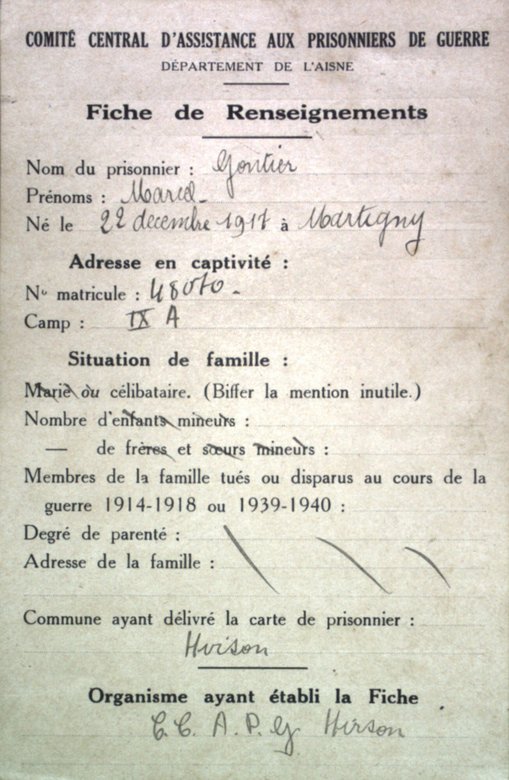 COMITÉ CENTRAL D'ASSISTANCE AUX PRISONNIERS DE GUERRE
DÉPARTEMENT DE L'AISNE
Fiche de Renseignements
Nom du prisonnier : Gontier
Prénoms : Marcel
Né le 22 decembre 1911 à Martigny
Adresse en captivité :
N° matricule : 48070
Camp : IX A
Situation de famille :
Marié ou célibataire. (Biffer la mention inutile.)
Nombre d'enfants mineurs :
— de frères et sœurs mineurs :
Membres de la famille tués ou disparus au cours de la
guerre 1914-1918 ou 1939-1940 :
Degré de parenté :
Adresse de la famille :
Commune ayant délivré la carte de prisonnier :
Hirson
Organisme ayant établi la Fiche
C. C. A. P. G Hirson